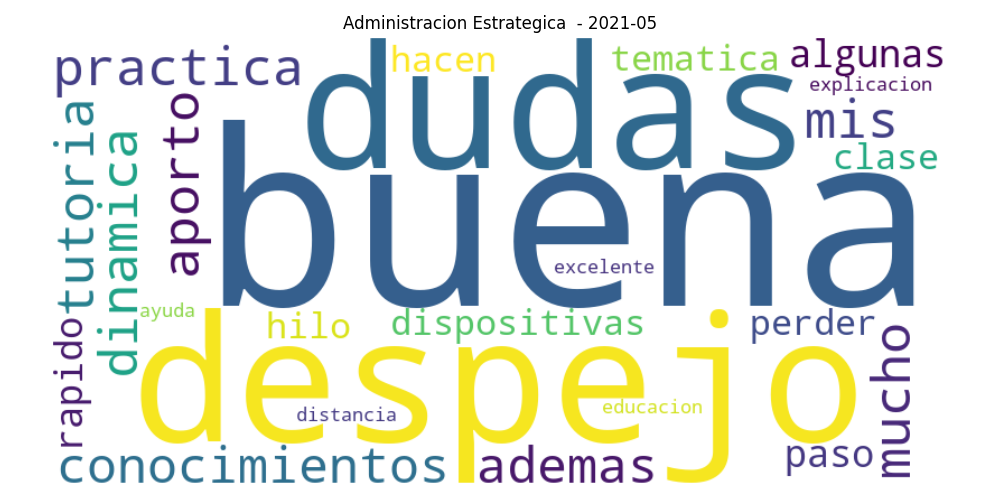 Administracion Estrategica  - 2021-05
practica
hacen
dudas
tematica
algunas
explicacion
mis
clase
tutoria
dinamica
aporto
buena
excelente
ayuda
hilo
dispositivas
perder
rapido
despejo
mucho
distancia
educacion
conocimientos
ademas
paso